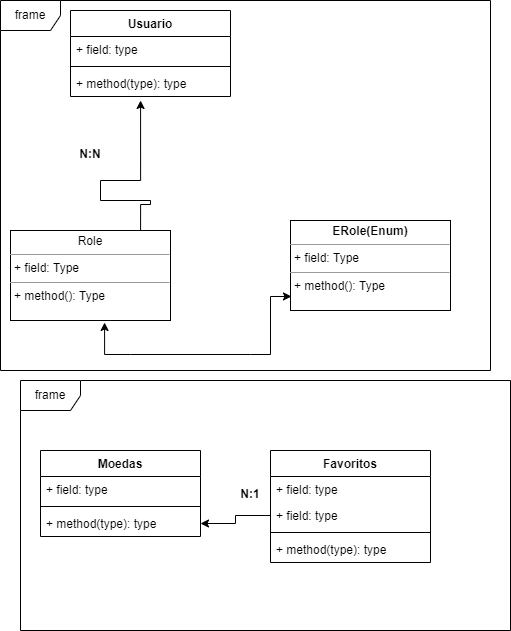 frame
Usuario
+ field: type
+ method(type): type
N:N
Role
+ field: Type
+ method(): Type
ERole(Enum)
+ field: Type
+ method(): Type
frame
Moedas
+ field: type
+ method(type): type
N:1
Favoritos
+ field: type
+ field: type
+ method(type): type